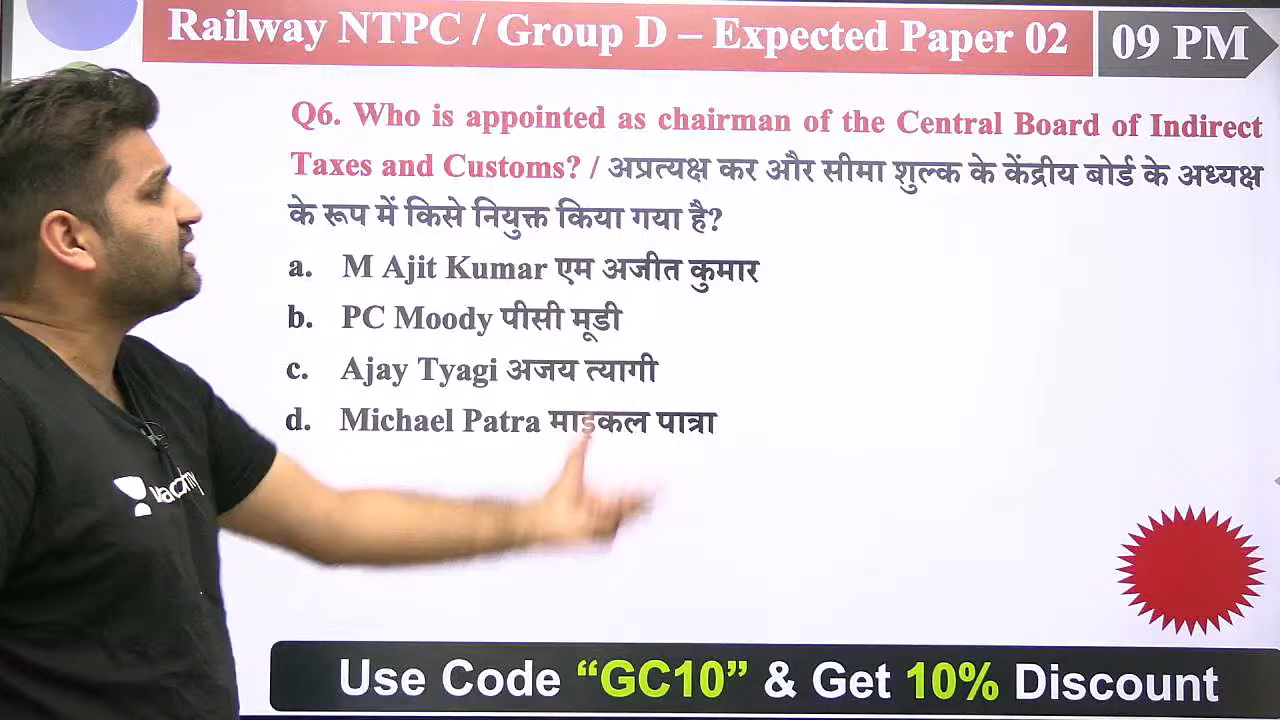 Railway NTPC / Group D – Expected Paper 02
09 PM
Q6. Who is appointed as chairman of the Central Board of Indirect
Taxes and Customs? / अप्रत्यक्ष कर और सीमा शुल्क के केंद्रीय बोर्ड के अध्यक्ष
के रूप में किसे नियुक्त किया गया है?
a. M Ajit Kumar एम अजीत कुमार
b. PC Moody पीसी मूडी
c. Ajay Tyagi अजय त्यागी
d. Michael Patra माइकल पात्रा
Use Code “GC10” & Get 10% Discount